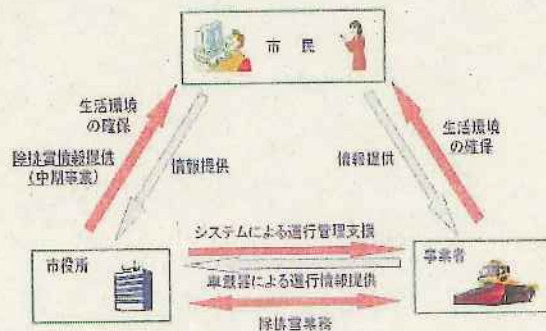 市民
生活環境
の確保
除排雪情報提供
(中期事業)
情報提供
情報提供
生活環境
の確保
システムによる運行管理支援
市役所
事業者
車載器による運行情報提供
除排雪業務